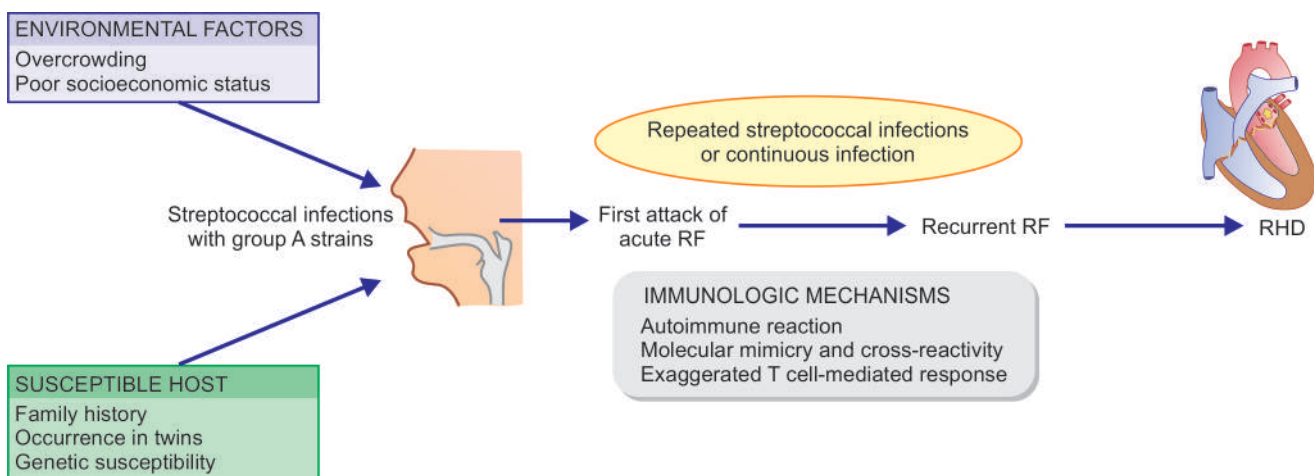 ENVIRONMENTAL FACTORS
Overcrowding
Poor socioeconomic status
Repeated streptococcal infections
or continuous infection
Streptococcal infections
with group A strains
First attack of
acute RF
Recurrent RF
RHD
IMMUNOLOGIC MECHANISMS
Autoimmune reaction
Molecular mimicry and cross-reactivity
Exaggerated T cell-mediated response
SUSCEPTIBLE HOST
Family history
Occurrence in twins
Genetic susceptibility